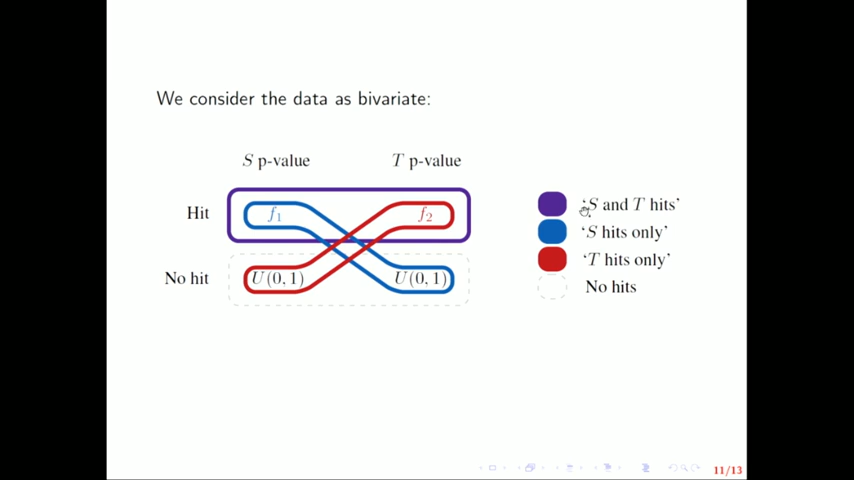 We consider the data as bivariate:
S p-value T p-value
Hit f₁ f₂ 'S and T hits'
'S hits only'
'T hits only'
No hit U(0, 1) U(0, 1) No hits
11/13